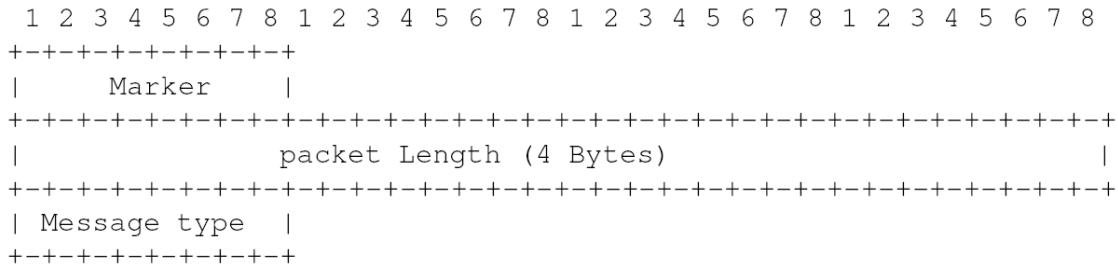 1 2 3 4 5 6 7 8 1 2 3 4 5 6 7 8 1 2 3 4 5 6 7 8 1 2 3 4 5 6 7 8
+-+-+-+-+-+-+-+-+
|     Marker    |
+-+-+-+-+-+-+-+-+-+-+-+-+-+-+-+-+-+-+-+-+-+-+-+-+-+-+-+-+-+-+-+-+
|               packet Length (4 Bytes)                         |
+-+-+-+-+-+-+-+-+-+-+-+-+-+-+-+-+-+-+-+-+-+-+-+-+-+-+-+-+-+-+-+-+
| Message type  |
+-+-+-+-+-+-+-+-+